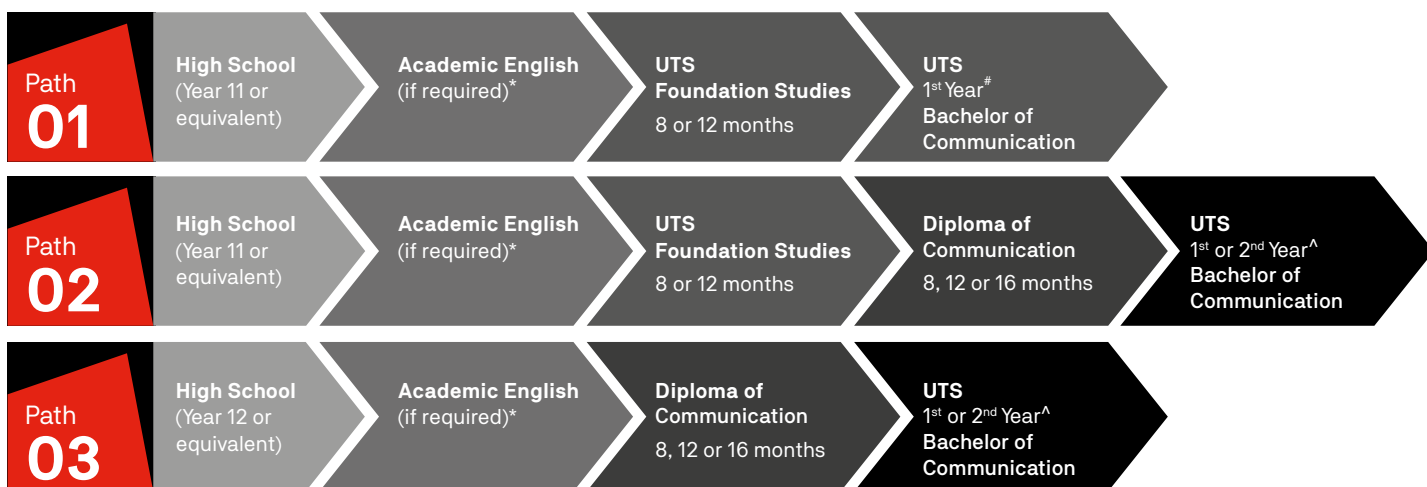 Path
01
High School
(Year 11 or
equivalent)
Academic English
(if required)*
UTS
Foundation Studies
8 or 12 months
UTS
1st Year#
Bachelor of
Communication
Path
02
High School
(Year 11 or
equivalent)
Academic English
(if required)*
UTS
Foundation Studies
8 or 12 months
Diploma of
Communication
8, 12 or 16 months
UTS
1st or 2nd Year^
Bachelor of
Communication
Path
03
High School
(Year 12 or
equivalent)
Academic English
(if required)*
Diploma of
Communication
8, 12 or 16 months
UTS
1st or 2nd Year^
Bachelor of
Communication